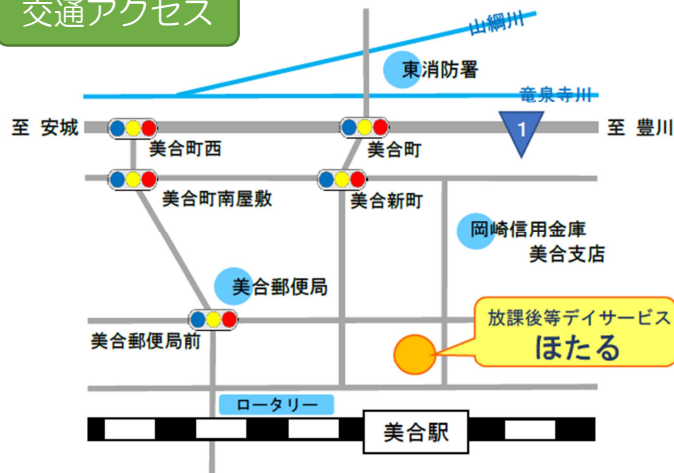 交通アクセス
山綱川
東消防署
竜泉寺川
至 安城
1
至 豊川
美合町西
美合町
美合町南屋敷
美合新町
岡崎信用金庫
美合支店
美合郵便局
放課後等デイサービス
ほたる
美合郵便局前
ロータリー
美合駅